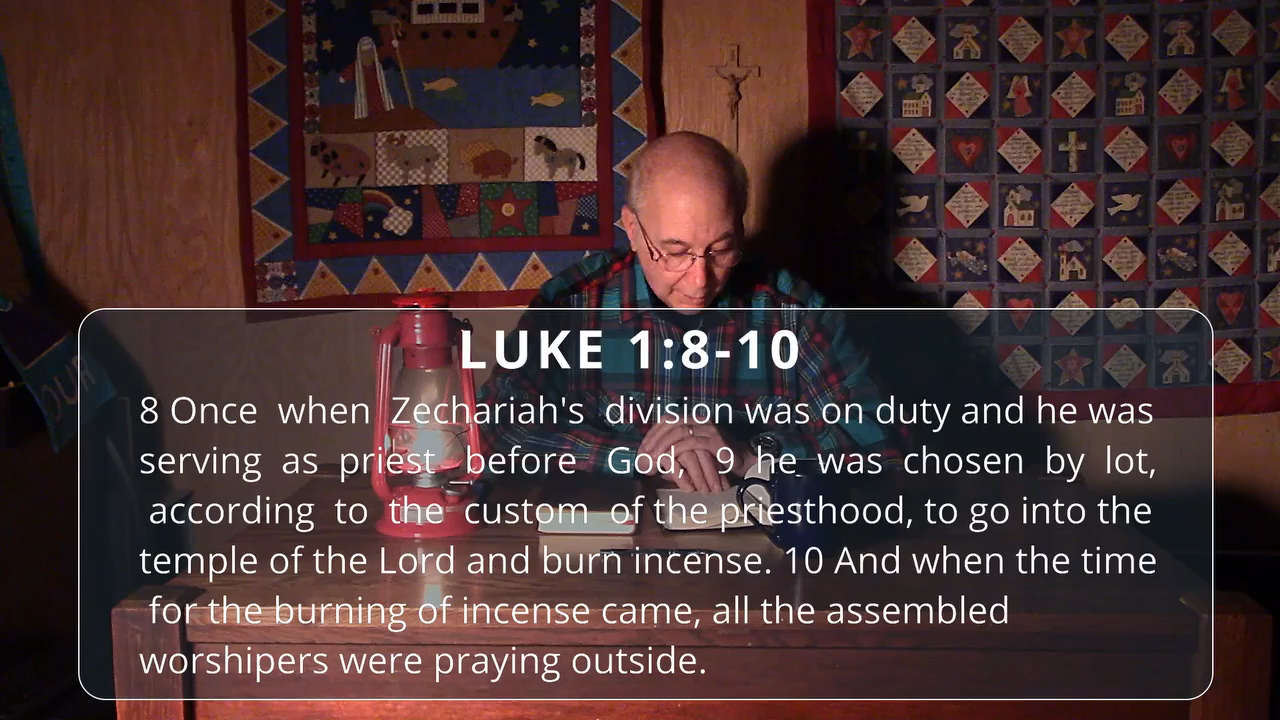 LUKE 1:8-10
8 Once when Zechariah's division was on duty and he was
serving as priest before God, 9 he was chosen by lot,
according to the custom of the priesthood, to go into the
temple of the Lord and burn incense. 10 And when the time
for the burning of incense came, all the assembled
worshipers were praying outside.
OUR